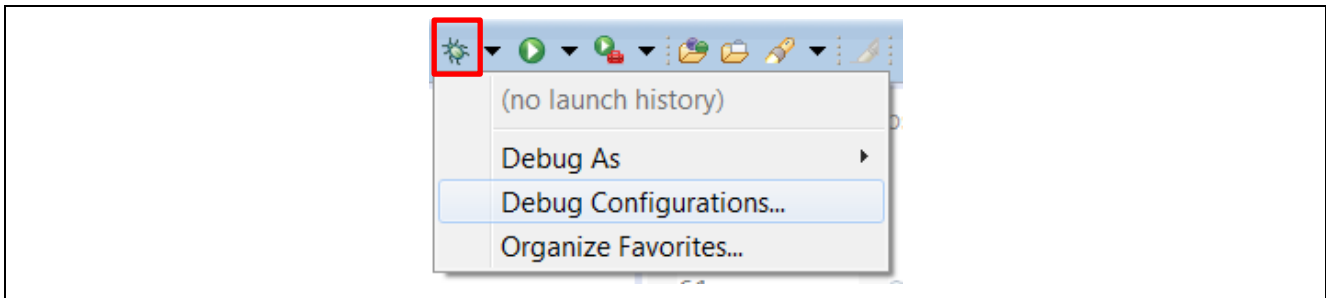 (no launch history)
Debug As
Debug Configurations...
Organize Favorites...